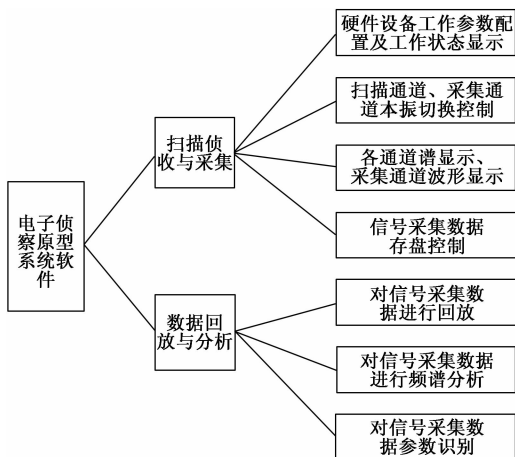 硬件设备工作参数配
置及工作状态显示
扫描通道、采集通
道本振切换控制
扫描侦
收与采集
各通道谱显示、
采集通道波形显示
电子侦
察原型
系统软
件
信号采集数据
存盘控制
对信号采集数
据进行回放
数据回
放与分析
对信号采集数据
进行频谱分析
对信号采集数
据参数识别